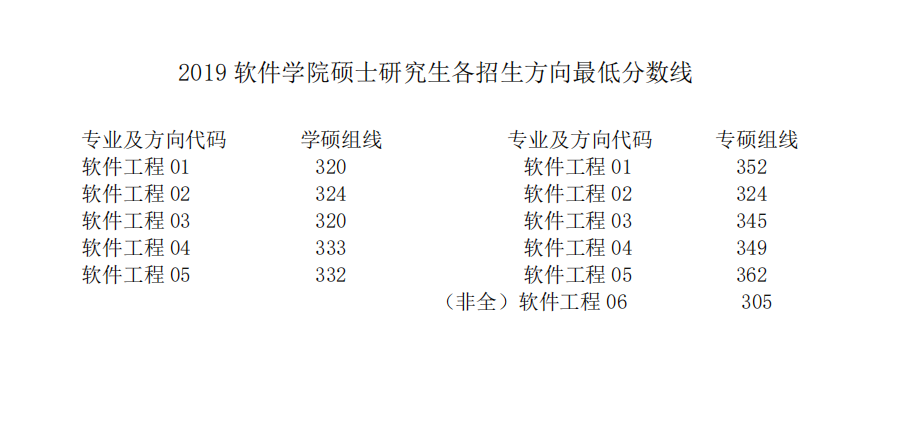 2019 软件学院硕士研究生各招生方向最低分数线
专业及方向代码 学硕组线 专业及方向代码 专硕组线
软件工程 01 320 软件工程 01 352
软件工程 02 324 软件工程 02 324
软件工程 03 320 软件工程 03 345
软件工程 04 333 软件工程 04 349
软件工程 05 332 软件工程 05 362
（非全）软件工程 06 305